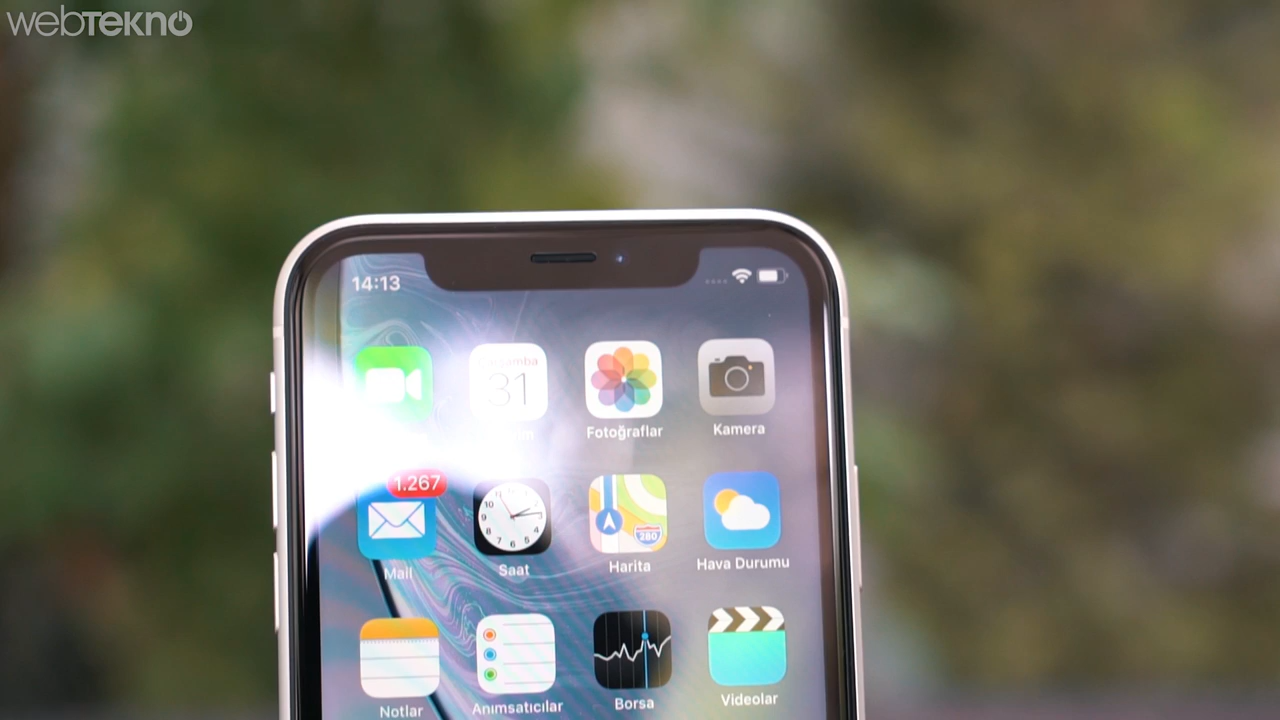 webTEKNO
14:13
31
Fotoğraflar
Kamera
1.267
Mail
Saat
Harita
280
Hava Durumu
Notlar
Anımsatıcılar
Borsa
Videolar